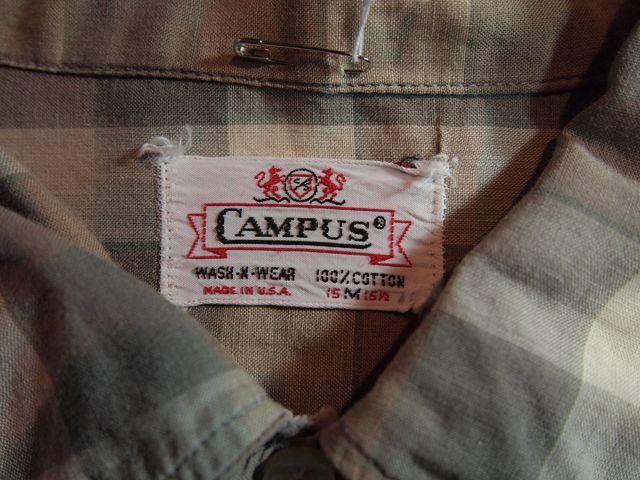 CAMPUS®
WASH-N-WEAR 100% COTTON
MADE IN U.S.A. 15 M 15½